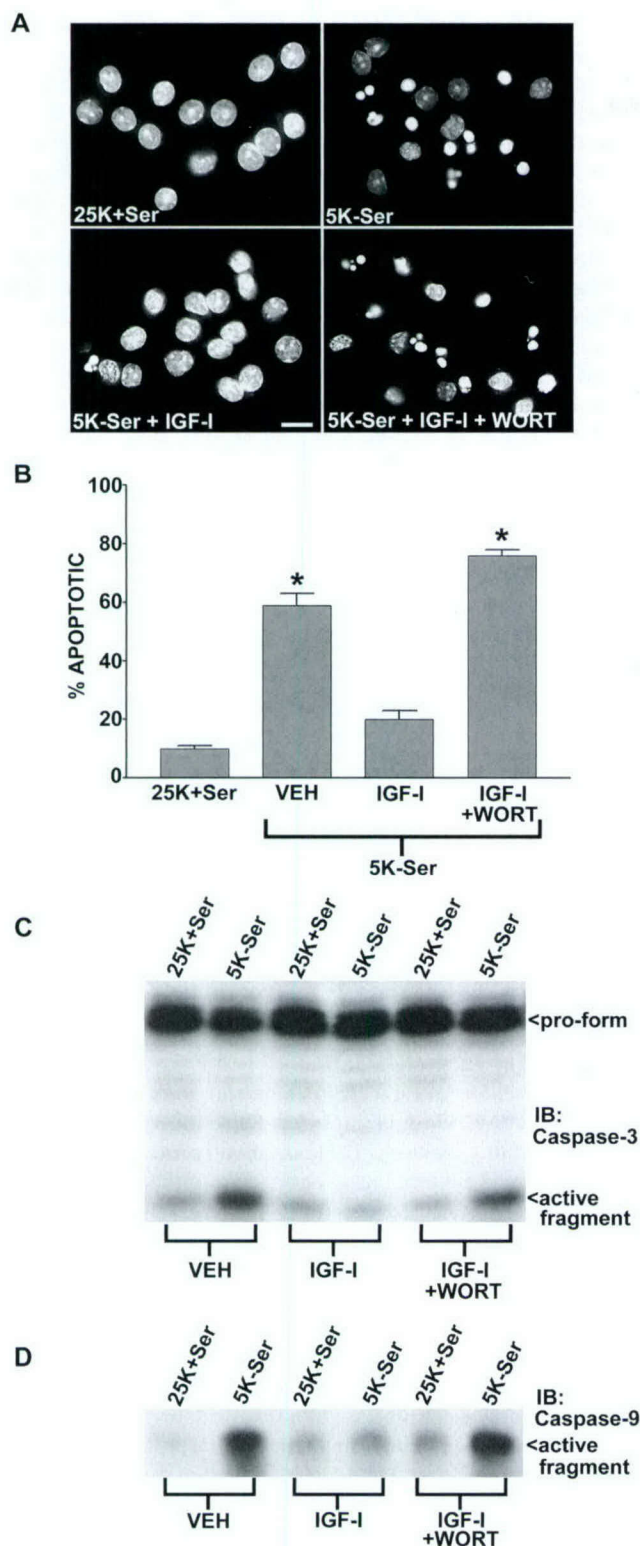 A
25K+Ser
5K-Ser
5K-Ser + IGF-I
5K-Ser + IGF-I + WORT
B
% APOPTOTIC
100
80
60
40
20
0
*
*
25K+Ser
VEH
IGF-I
IGF-I
+WORT
5K-Ser
C
25K+Ser
5K-Ser
25K+Ser
5K-Ser
25K+Ser
5K-Ser
<pro-form
IB:
Caspase-3
<active
fragment
VEH
IGF-I
IGF-I
+WORT
D
25K+Ser
5K-Ser
25K+Ser
5K-Ser
25K+Ser
5K-Ser
IB:
Caspase-9
<active
fragment
VEH
IGF-I
IGF-I
+WORT